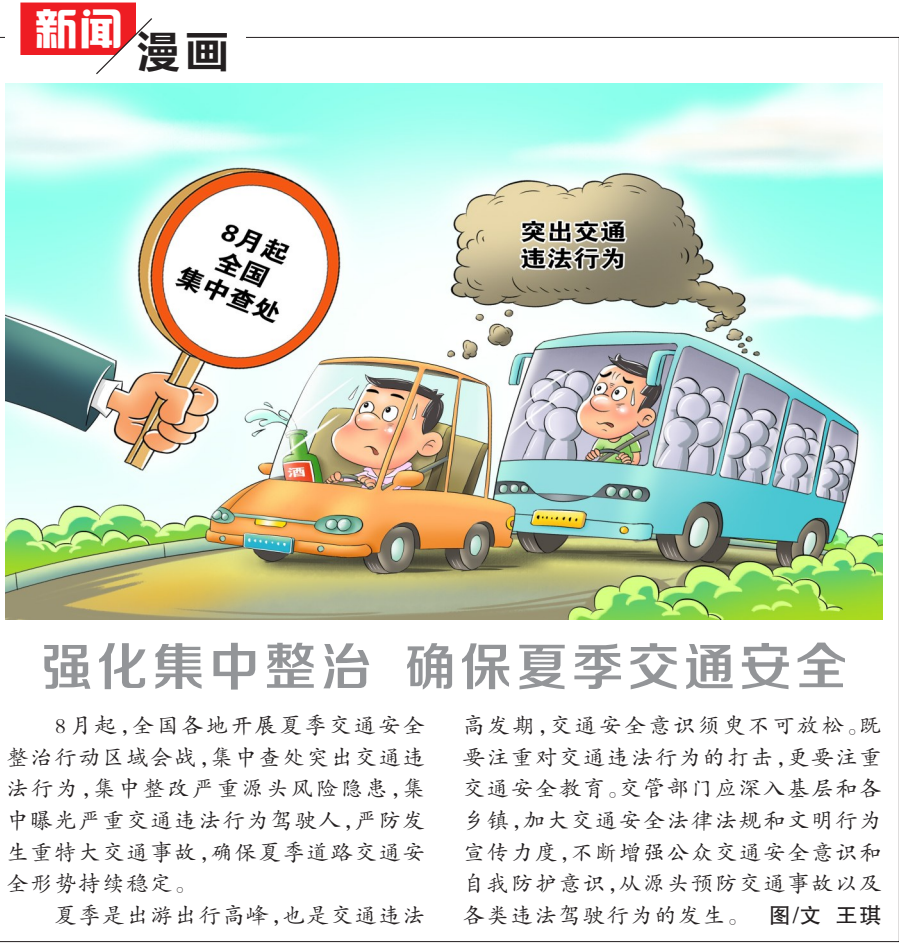 新闻
漫画
8月起
全国
集中查处
突出交通
违法行为
酒
强化集中整治 确保夏季交通安全
8月起,全国各地开展夏季交通安全
整治行动区域会战,集中查处突出交通违
法行为,集中整改严重源头风险隐患,集
中曝光严重交通违法行为驾驶人,严防发
生重特大交通事故,确保夏季道路交通安
全形势持续稳定。
夏季是出游出行高峰,也是交通违法
高发期,交通安全意识须臾不可放松。既
要注重对交通违法行为的打击,更要注重
交通安全教育。交管部门应深入基层和各
乡镇,加大交通安全法律法规和文明行为
宣传力度,不断增强公众交通安全意识和
自我防护意识,从源头预防交通事故以及
各类违法驾驶行为的发生。 图/文 王琪